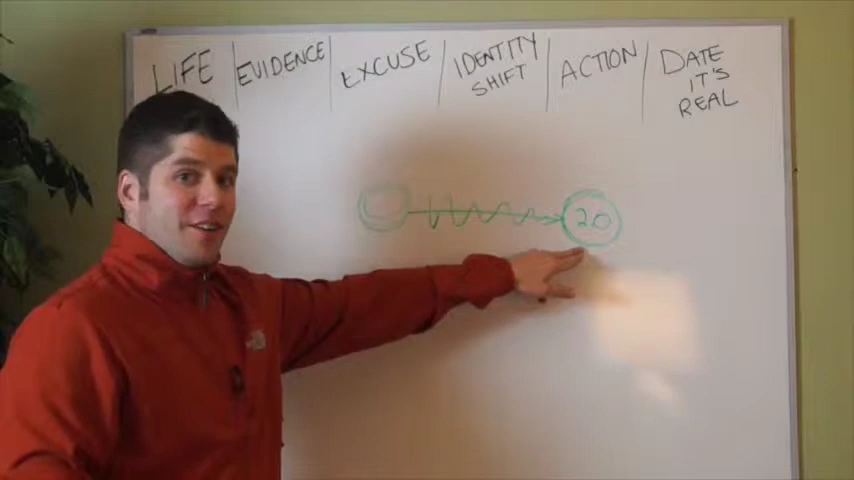 LIFE
EVIDENCE
EXCUSE
IDENTITY
SHIFT
ACTION
DATE
IT'S
REAL
20